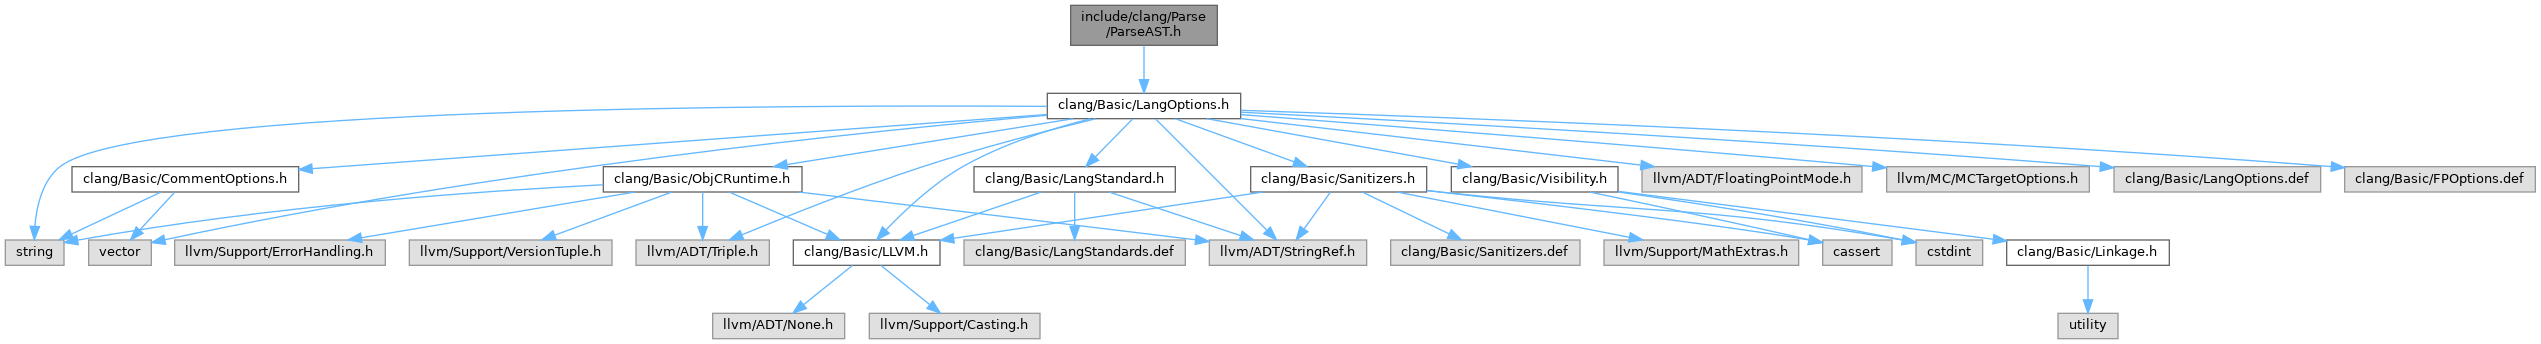 include/clang/Parse
/ParseAST.h
clang/Basic/LangOptions.h
clang/Basic/CommentOptions.h
clang/Basic/ObjCRuntime.h
clang/Basic/LangStandard.h
clang/Basic/Sanitizers.h
clang/Basic/Visibility.h
llvm/ADT/FloatingPointMode.h
llvm/MC/MCTargetOptions.h
clang/Basic/LangOptions.def
clang/Basic/FPOptions.def
string
vector
llvm/Support/ErrorHandling.h
llvm/Support/VersionTuple.h
llvm/ADT/Triple.h
clang/Basic/LLVM.h
clang/Basic/LangStandards.def
llvm/ADT/StringRef.h
clang/Basic/Sanitizers.def
llvm/Support/MathExtras.h
cassert
cstdint
clang/Basic/Linkage.h
llvm/ADT/None.h
llvm/Support/Casting.h
utility